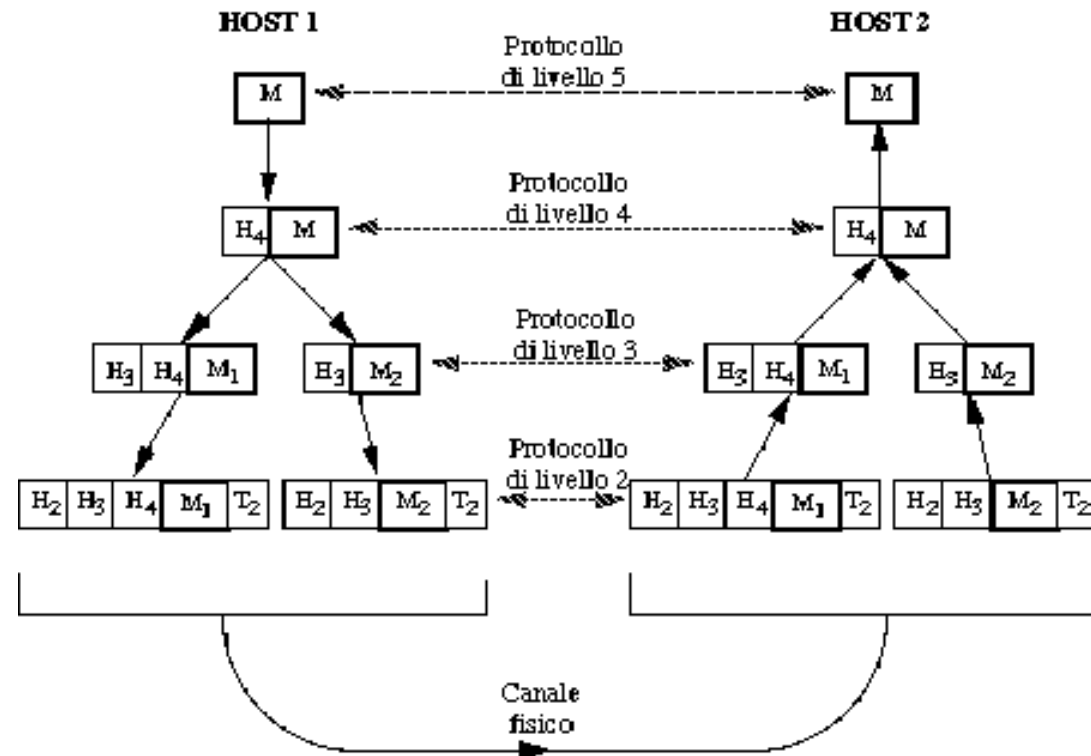 HOST 1 HOST 2
Protocollo
di livello 5
M M
Protocollo
di livello 4
H4 M H4 M
Protocollo
di livello 3
H3 H4 M1 H3 M2 H3 H4 M1 H3 M2
Protocollo
di livello 2
H2 H3 H4 M1 T2 H2 H3 M2 T2 H2 H3 H4 M1 T2 H2 H3 M2 T2
Canale
fisico